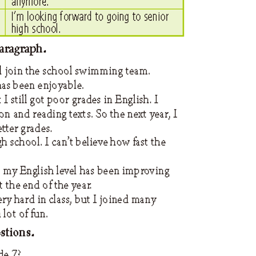 anymore.
I'm looking forward to going to senior
high school.
aragraph.
I join the school swimming team.
has been enjoyable.
I still got poor grades in English. I
on and reading texts. So the next year, I
etter grades.
gh school. I can't believe how fast the
my English level has been improving
t the end of the year.
ery hard in class, but I joined many
lot of fun.
stions.
de 7?